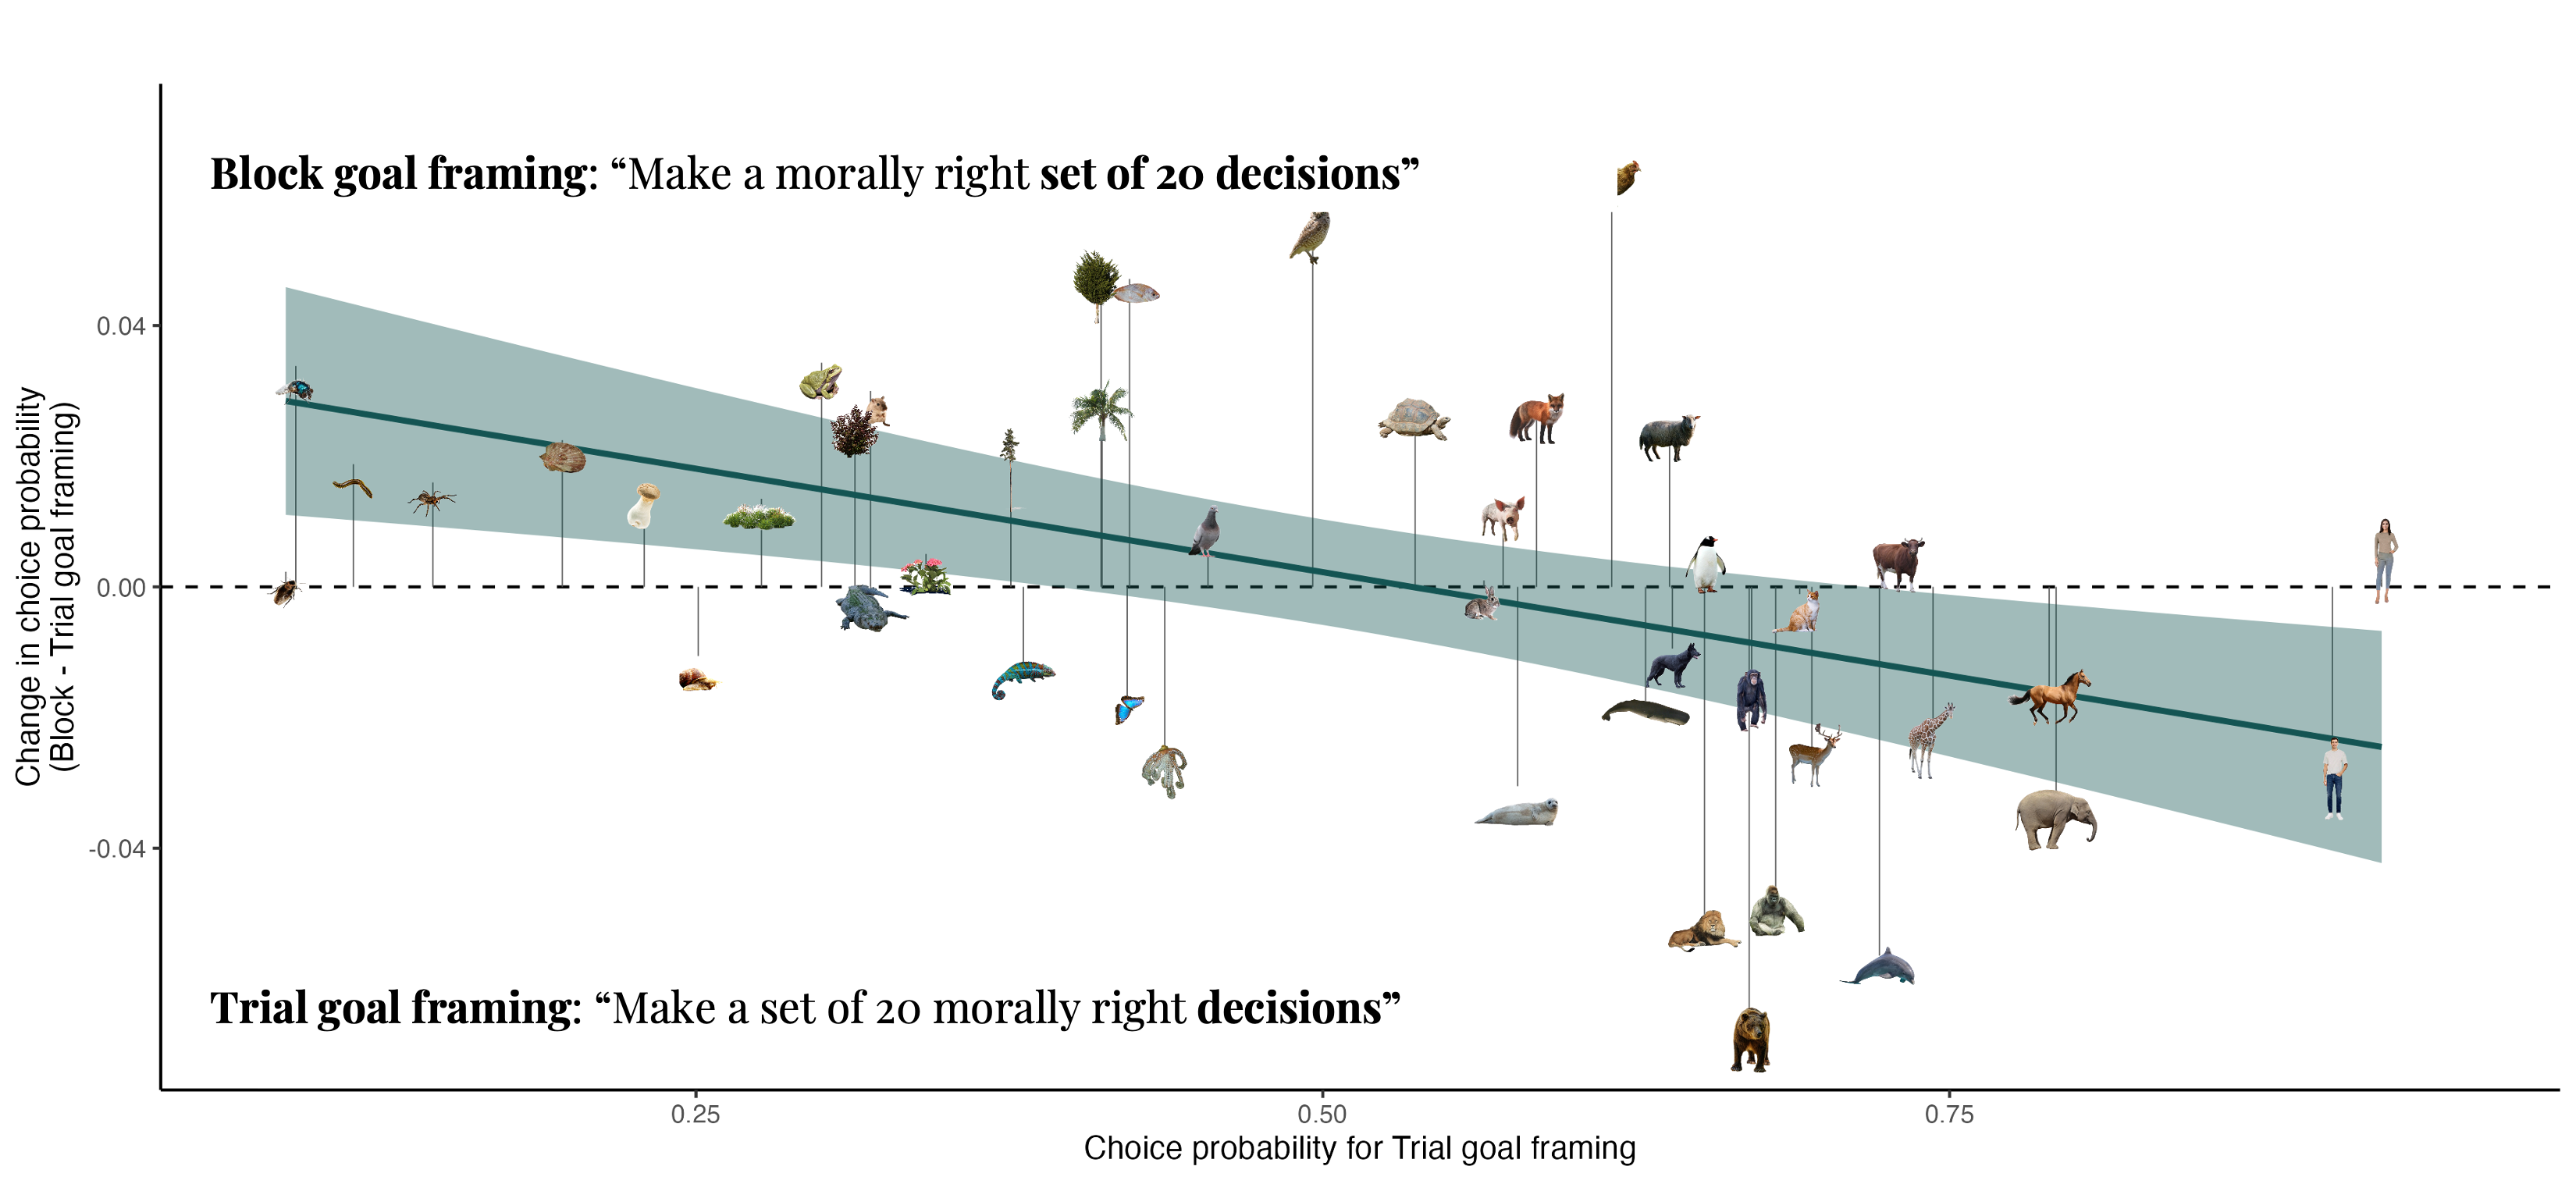 Block goal framing: “Make a morally right set of 20 decisions”
0.04
0.00
-0.04
Change in choice probability
(Block - Trial goal framing)
Trial goal framing: “Make a set of 20 morally right decisions”
0.25
0.50
0.75
Choice probability for Trial goal framing